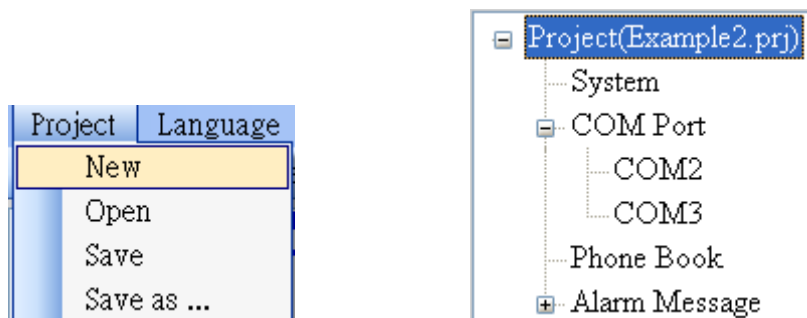 Project Language
New
Open
Save
Save as ...
Project(Example2.prj)
System
COM Port
COM2
COM3
Phone Book
Alarm Message